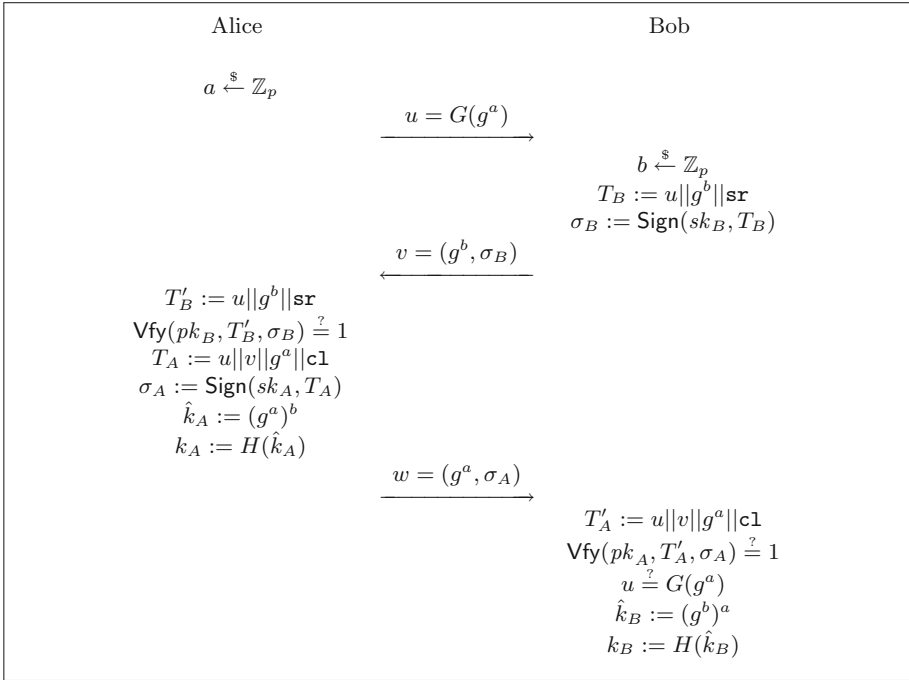 Alice Bob
a ←$ ℤ_p
u = G(g^a)
b ←$ ℤ_p
T_B := u||g^b||sr
σ_B := Sign(sk_B, T_B)
v = (g^b, σ_B)
T'_B := u||g^b||sr
Vfy(pk_B, T'_B, σ_B) ?= 1
T_A := u||v||g^a||cl
σ_A := Sign(sk_A, T_A)
k̂_A := (g^a)^b
k_A := H(k̂_A)
w = (g^a, σ_A)
T'_A := u||v||g^a||cl
Vfy(pk_A, T'_A, σ_A) ?= 1
u ?= G(g^a)
k̂_B := (g^b)^a
k_B := H(k̂_B)